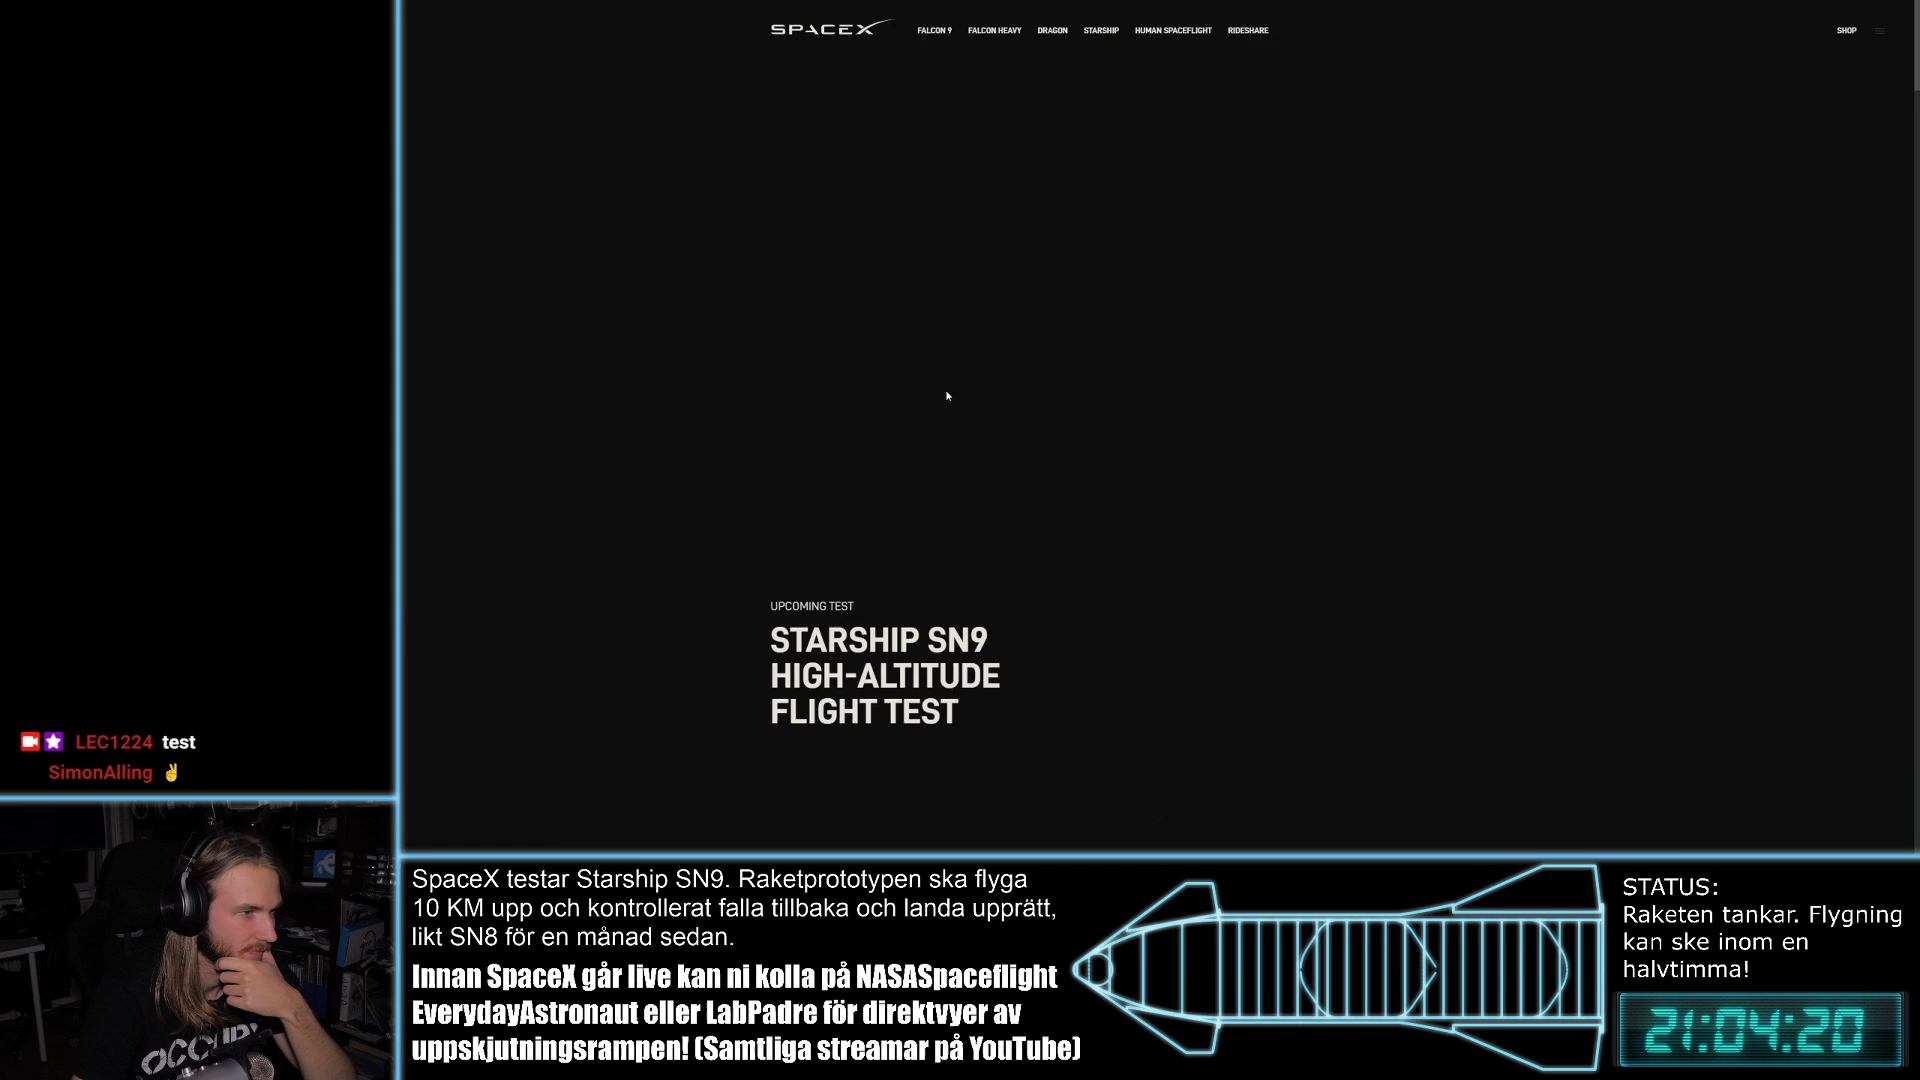 SPACEX
FALCON 9 FALCON HEAVY DRAGON STARSHIP HUMAN SPACEFLIGHT RIDESHARE SHOP
UPCOMING TEST
STARSHIP SN9
HIGH-ALTITUDE
FLIGHT TEST
LEC1224 test
SimonAlling ✌
SpaceX testar Starship SN9. Raketprototypen ska flyga
10 KM upp och kontrollerat falla tillbaka och landa upprätt,
likt SN8 för en månad sedan.
Innan SpaceX går live kan ni kolla på NASASpaceflight
EverydayAstronaut eller LabPadre för direktvyer av
uppskjutningsrampen! (Samtliga streamar på YouTube)
STATUS:
Raketen tankar. Flygning
kan ske inom en
halvtimma!
21:04:20